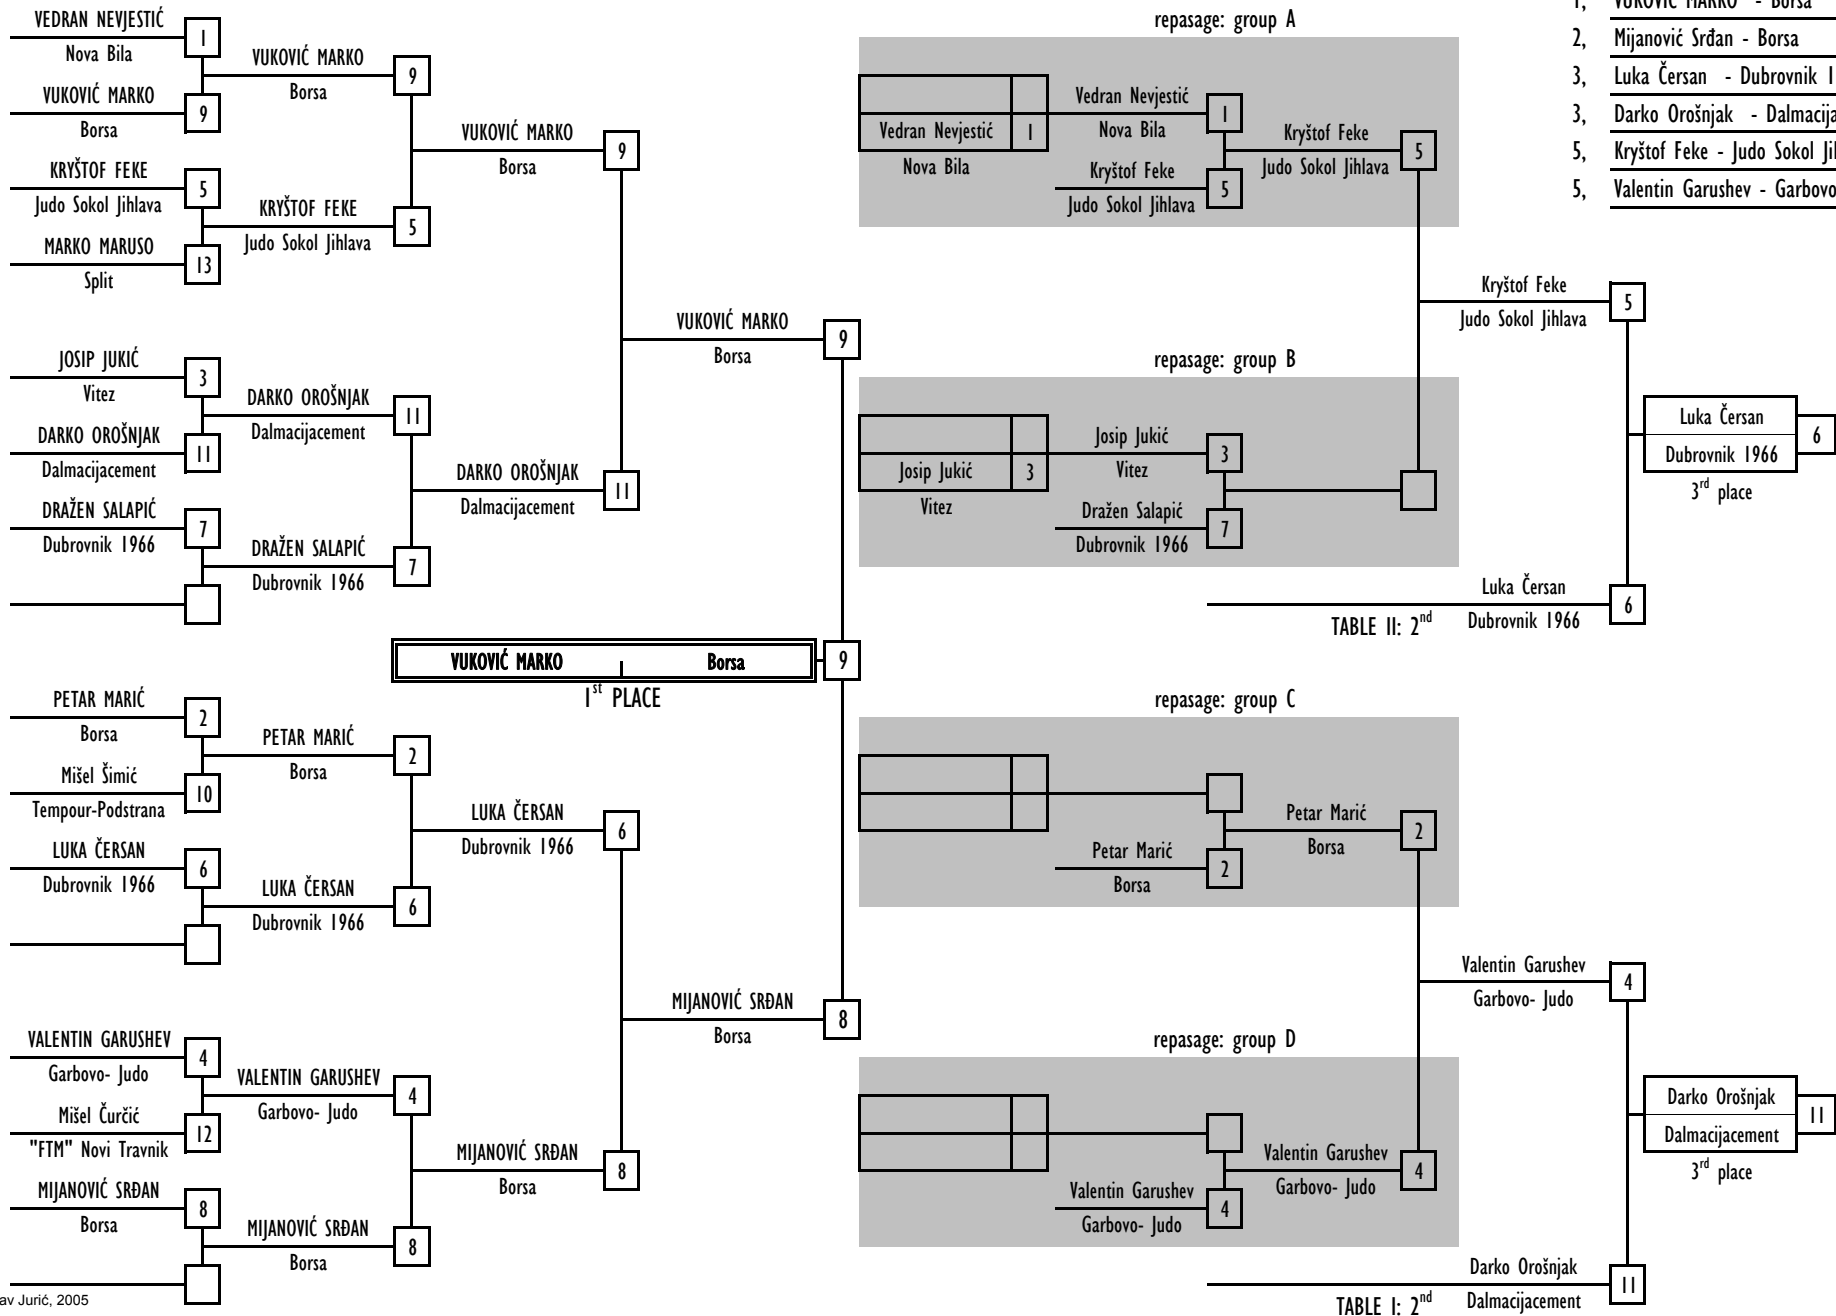 VEDRAN NEVJESTIĆ
1
Nova Bila
VUKOVIĆ MARKO
9
Borsa
KRYŠTOF FEKE
5
Judo Sokol Jihlava
MARKO MARUSO
13
Split
JOSIP JUKIĆ
3
Vitez
DARKO OROŠNJAK
11
Dalmacijacement
DRAŽEN SALAPIĆ
7
Dubrovnik 1966
PETAR MARIĆ
2
Borsa
Mišel Šimić
10
Tempour-Podstrana
LUKA ČERSAN
6
Dubrovnik 1966
VALENTIN GARUSHEV
4
Garbovo- Judo
Mišel Čurčić
12
"FTM" Novi Travnik
MIJANOVIĆ SRĐAN
8
Borsa
VUKOVIĆ MARKO
9
Borsa
KRYŠTOF FEKE
5
Judo Sokol Jihlava
DARKO OROŠNJAK
11
Dalmacijacement
DRAŽEN SALAPIĆ
7
Dubrovnik 1966
PETAR MARIĆ
2
Borsa
LUKA ČERSAN
6
Dubrovnik 1966
VALENTIN GARUSHEV
4
Garbovo- Judo
MIJANOVIĆ SRĐAN
8
Borsa
VUKOVIĆ MARKO
9
Borsa
DARKO OROŠNJAK
11
Dalmacijacement
LUKA ČERSAN
6
Dubrovnik 1966
MIJANOVIĆ SRĐAN
8
Borsa
VUKOVIĆ MARKO
9
Borsa
VUKOVIĆ MARKO Borsa 9
1st PLACE
MIJANOVIĆ SRĐAN
8
Borsa
repasage: group A
Vedran Nevjestić 1
Nova Bila
Vedran Nevjestić
1
Nova Bila
Kryštof Feke
5
Judo Sokol Jihlava
Kryštof Feke
5
Judo Sokol Jihlava
repasage: group B
Josip Jukić 3
Vitez
Josip Jukić
3
Vitez
Dražen Salapić
7
Dubrovnik 1966
Kryštof Feke
5
Judo Sokol Jihlava
Luka Čersan
6
TABLE II: 2nd Dubrovnik 1966
Luka Čersan
6
Dubrovnik 1966
3rd place
repasage: group C
Petar Marić
2
Borsa
Petar Marić
2
Borsa
repasage: group D
Valentin Garushev
4
Garbovo- Judo
Valentin Garushev
4
Garbovo- Judo
Valentin Garushev
4
Garbovo- Judo
Darko Orošnjak
11
TABLE I: 2nd Dalmacijacement
Darko Orošnjak
11
Dalmacijacement
3rd place
1, VUKOVIĆ MARKO - Borsa
2, Mijanović Srđan - Borsa
3, Luka Čersan - Dubrovnik 1
3, Darko Orošnjak - Dalmacija
5, Kryštof Feke - Judo Sokol
5, Valentin Garushev - Garbovo
av Jurić, 2005